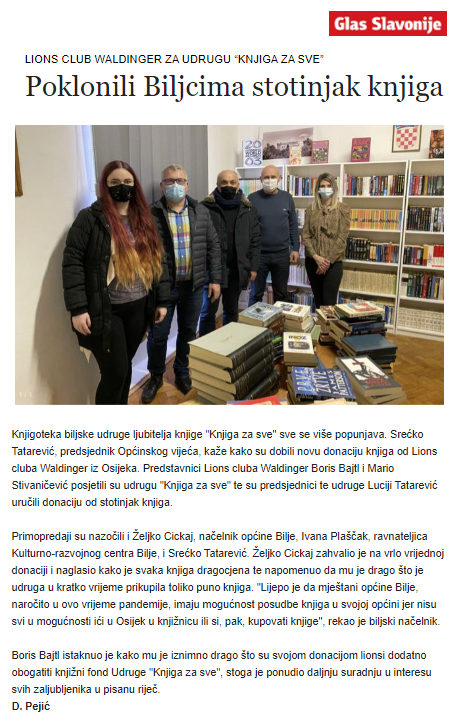 Glas Slavonije
LIONS CLUB WALDINGER ZA UDRUGU “KNJIGA ZA SVE”
Poklonili Biljcima stotinjak knjiga
Knjigoteka biljske udruge ljubitelja knjige "Knjiga za sve" sve se više popunjava. Srećko
Tatarević, predsjednik Općinskog vijeća, kaže kako su dobili novu donaciju knjiga od Lions
cluba Waldinger iz Osijeka. Predstavnici Lions cluba Waldinger Boris Bajtl i Mario
Stivaničević posjetili su udrugu "Knjiga za sve" te su predsjednici te udruge Luciji Tatarević
uručili donaciju od stotinjak knjiga.
Primopredaji su nazočili i Željko Cickaj, načelnik općine Bilje, Ivana Plaščak, ravnateljica
Kulturno-razvojnog centra Bilje, i Srećko Tatarević. Željko Cickaj zahvalio je na vrlo vrijednoj
donaciji i naglasio kako je svaka knjiga dragocjena te napomenuo da mu je drago što je
udruga u kratko vrijeme prikupila toliko puno knjiga. "Lijepo je da mještani općine Bilje,
naročito u ovo vrijeme pandemije, imaju mogućnost posudbe knjiga u svojoj općini jer nisu
svi u mogućnosti ići u Osijek u knjižnicu ili si, pak, kupovati knjige", rekao je biljski načelnik.
Boris Bajtl istaknuo je kako mu je iznimno drago što su svojom donacijom lionsi dodatno
obogatiti knjižni fond Udruge "Knjiga za sve", stoga je ponudio daljnju suradnju u interesu
svih zaljubljenika u pisanu riječ.
D. Pejić